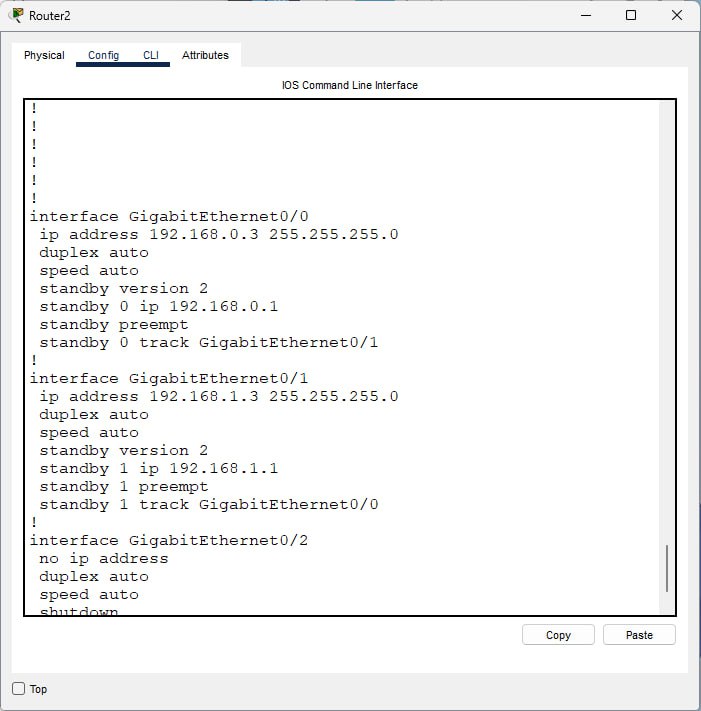 Router2
Physical Config CLI Attributes
IOS Command Line Interface
!
!
!
!
!
!
interface GigabitEthernet0/0
 ip address 192.168.0.3 255.255.255.0
 duplex auto
 speed auto
 standby version 2
 standby 0 ip 192.168.0.1
 standby preempt
 standby 0 track GigabitEthernet0/1
!
interface GigabitEthernet0/1
 ip address 192.168.1.3 255.255.255.0
 duplex auto
 speed auto
 standby version 2
 standby 1 ip 192.168.1.1
 standby 1 preempt
 standby 1 track GigabitEthernet0/0
!
interface GigabitEthernet0/2
 no ip address
 duplex auto
 speed auto
 shutdown
Copy Paste
Top